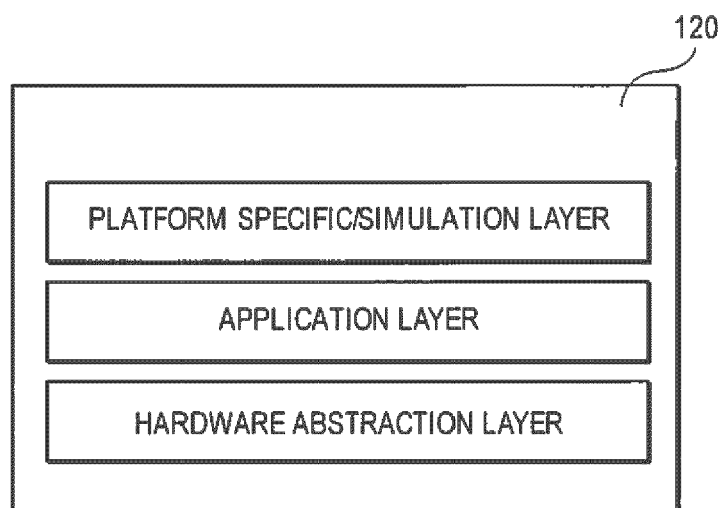 120
PLATFORM SPECIFIC/SIMULATION LAYER
APPLICATION LAYER
HARDWARE ABSTRACTION LAYER